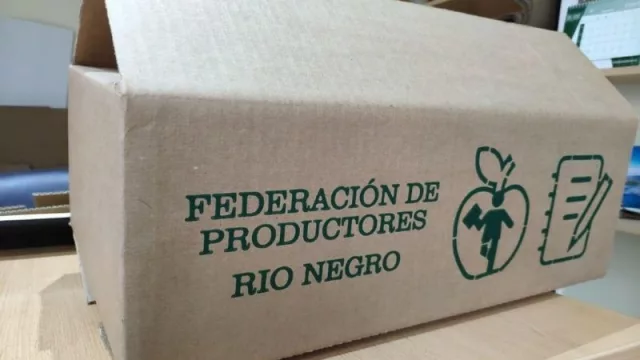 FEDERACIÓN DE
PRODUCTORES
RIO NEGRO